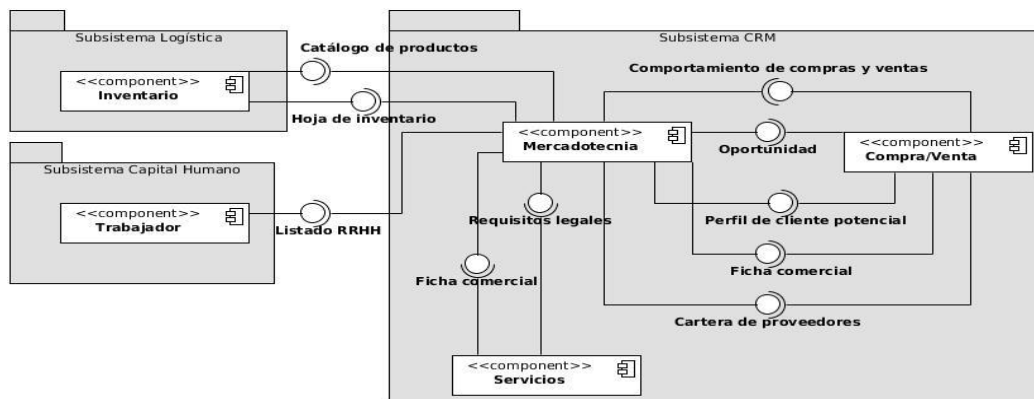 Subsistema Logística
<<component>>
Inventario
Catálogo de productos
Hoja de inventario
Subsistema Capital Humano
<<component>>
Trabajador
Listado RRHH
Subsistema CRM
Comportamiento de compras y ventas
<<component>>
Mercadotecnia
Oportunidad
<<component>>
Compra/Venta
Requisitos legales
Perfil de cliente potencial
Ficha comercial
Ficha comercial
Cartera de proveedores
<<component>>
Servicios